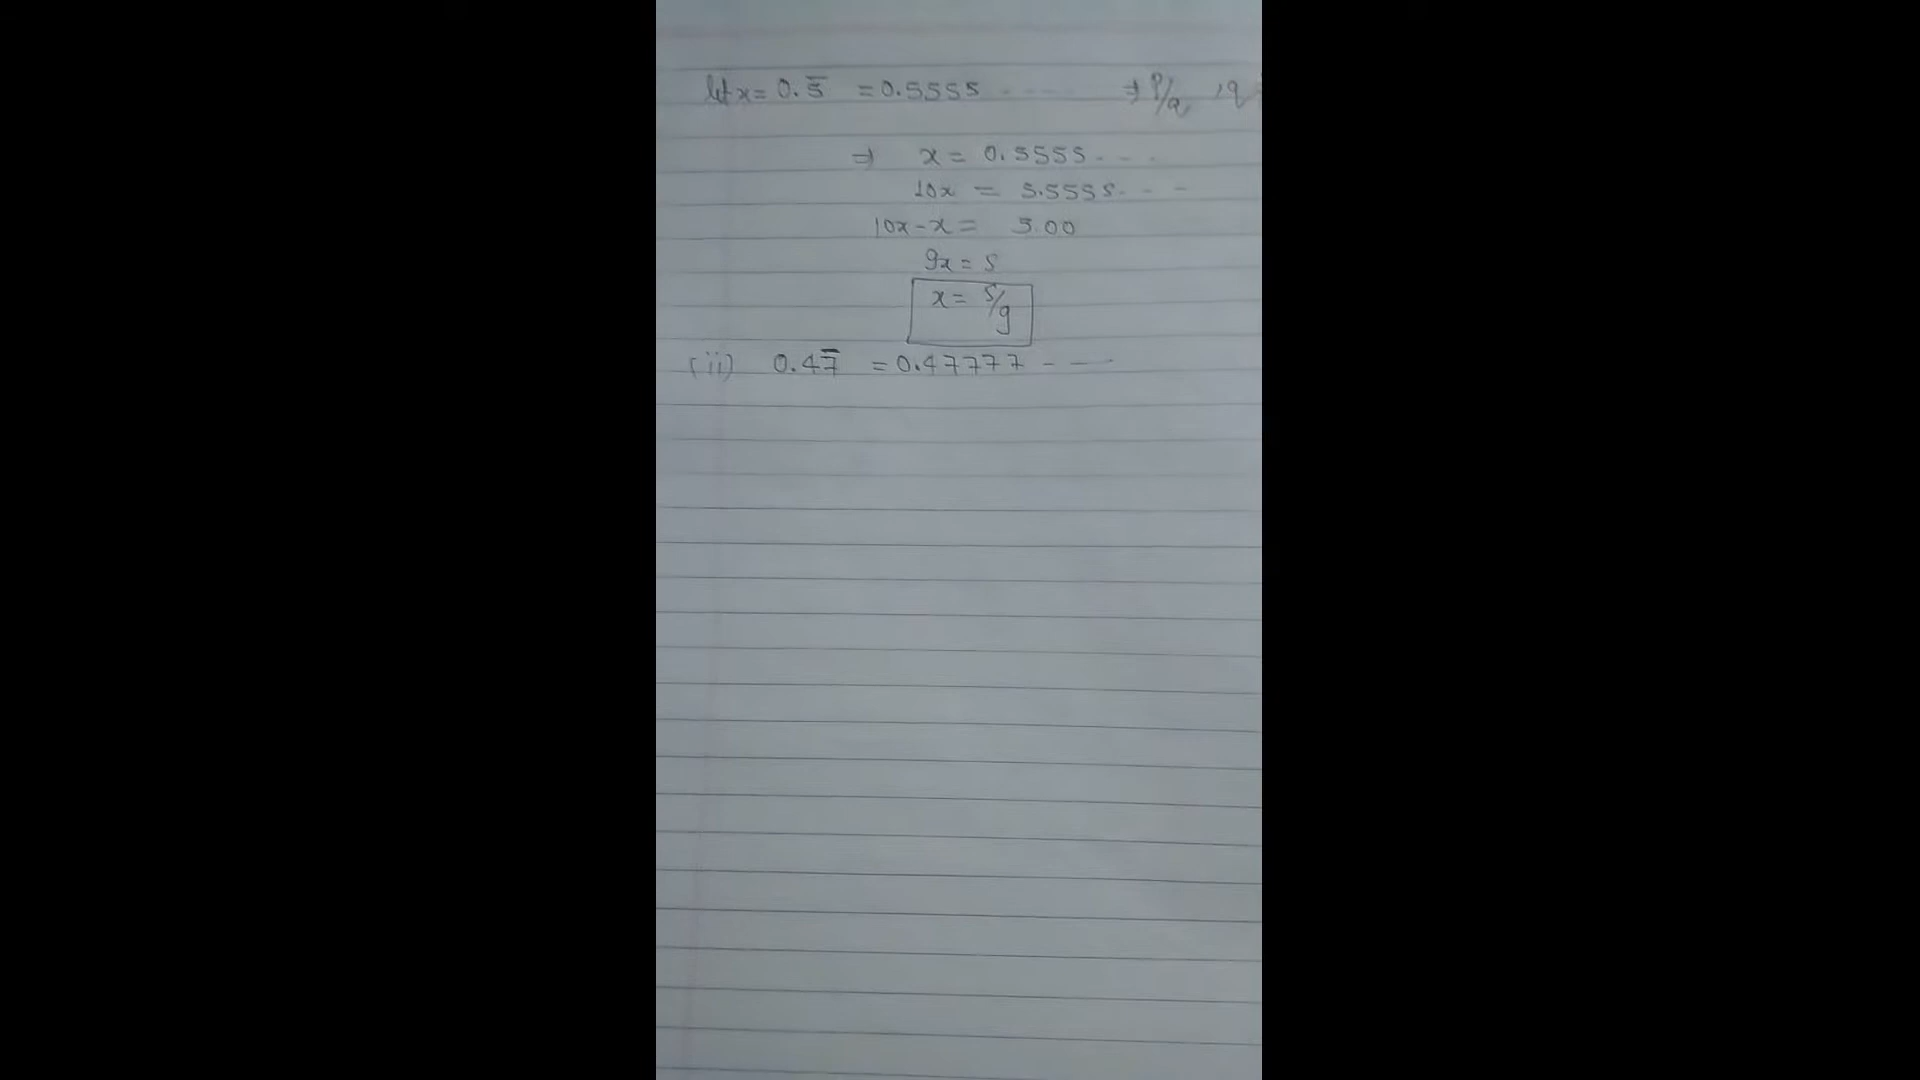 let x = 0.5̅ = 0.5555 - - - - ⇒ P/q, , q
⇒ x = 0.5555 - - -
10x = 5.5555 - - -
10x - x = 5.00
9x = 5
x = 5/9
(ii) 0.47̅ = 0.47777 - - -